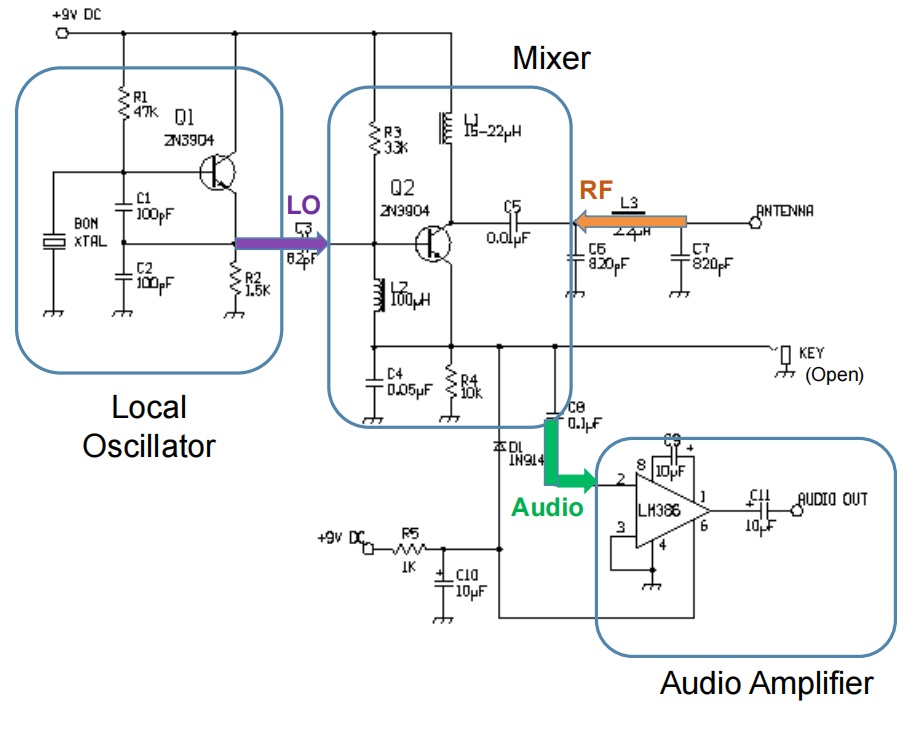 +9V DC
Mixer
R1
47K
Q1
2N3904
R3
33K
L1
15-22µH
Q2
2N3904
LO
C3
82pF
RF
L3
2.2µH
ANTENNA
C5
0.01µF
C6
820pF
C7
820pF
C1
100pF
80M
XTAL
C2
100pF
R2
1.5K
L2
100µH
KEY
(Open)
C4
0.05µF
R4
10K
C8
0.1µF
Local
Oscillator
D1
1N914
Audio
C9
+
10µF
8
2
LM386
1
3
6
4
+
C11
10µF
AUDIO OUT
+9V DC
R5
1K
+
C10
10µF
Audio Amplifier